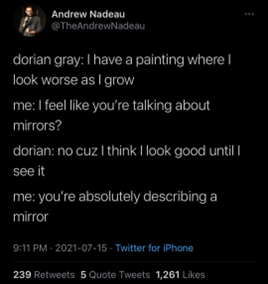 Andrew Nadeau
@TheAndrewNadeau
dorian gray: I have a painting where I
look worse as I grow
me: I feel like you're talking about
mirrors?
dorian: no cuz I think I look good until I
see it
me: you're absolutely describing a
mirror
9:11 PM · 2021-07-15 · Twitter for iPhone
239 Retweets 5 Quote Tweets 1,261 Likes